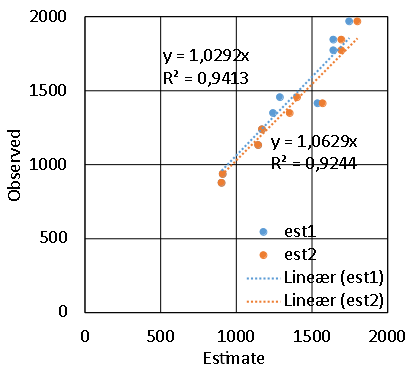 2000
y = 1,0292x
R² = 0,9413
1500
y = 1,0629x
R² = 0,9244
1000
Observed
500
est1
est2
Lineær (est1)
Lineær (est2)
0
0 500 1000 1500 2000
Estimate